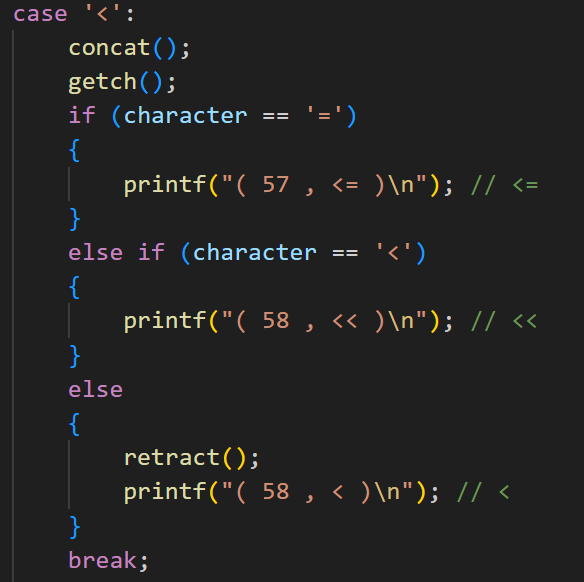 case '<':
    concat();
    getch();
    if (character == '=')
    {
        printf("( 57 , <= )\n"); // <=
    }
    else if (character == '<')
    {
        printf("( 58 , << )\n"); // <<
    }
    else
    {
        retract();
        printf("( 58 , < )\n"); // <
    }
    break;